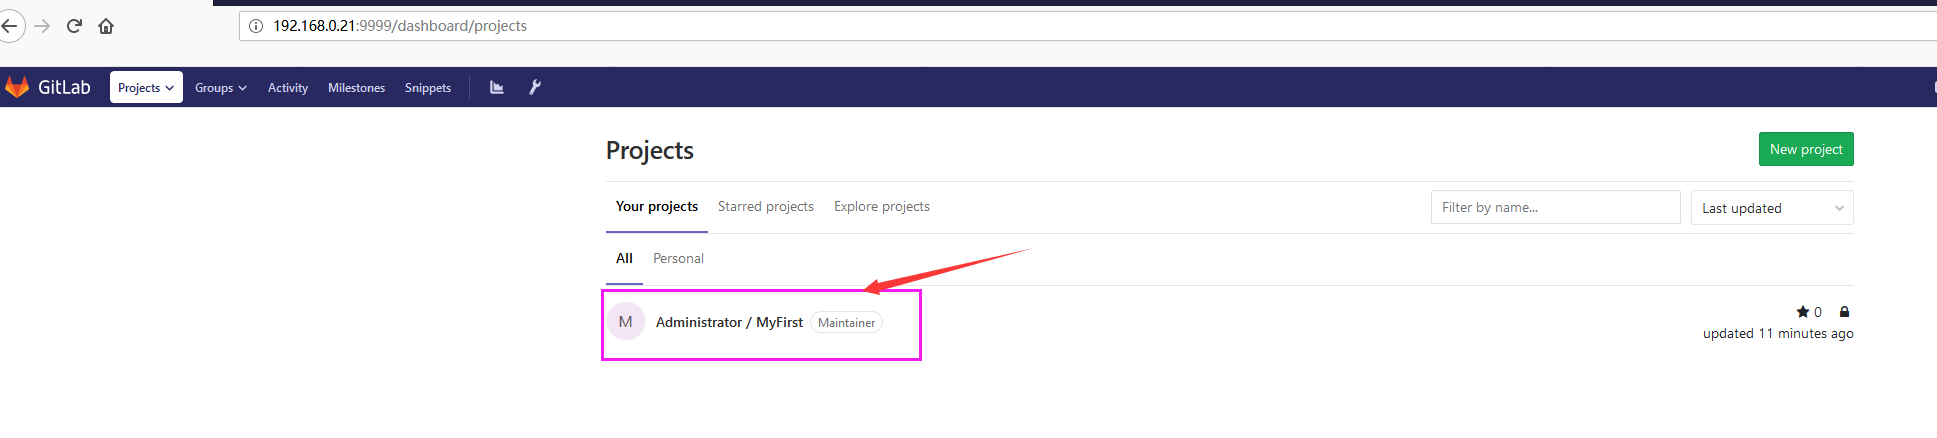 192.168.0.21:9999/dashboard/projects
GitLab Projects Groups Activity Milestones Snippets
Projects
New project
Your projects Starred projects Explore projects
Filter by name... Last updated
All Personal
M Administrator / MyFirst Maintainer
0
updated 11 minutes ago